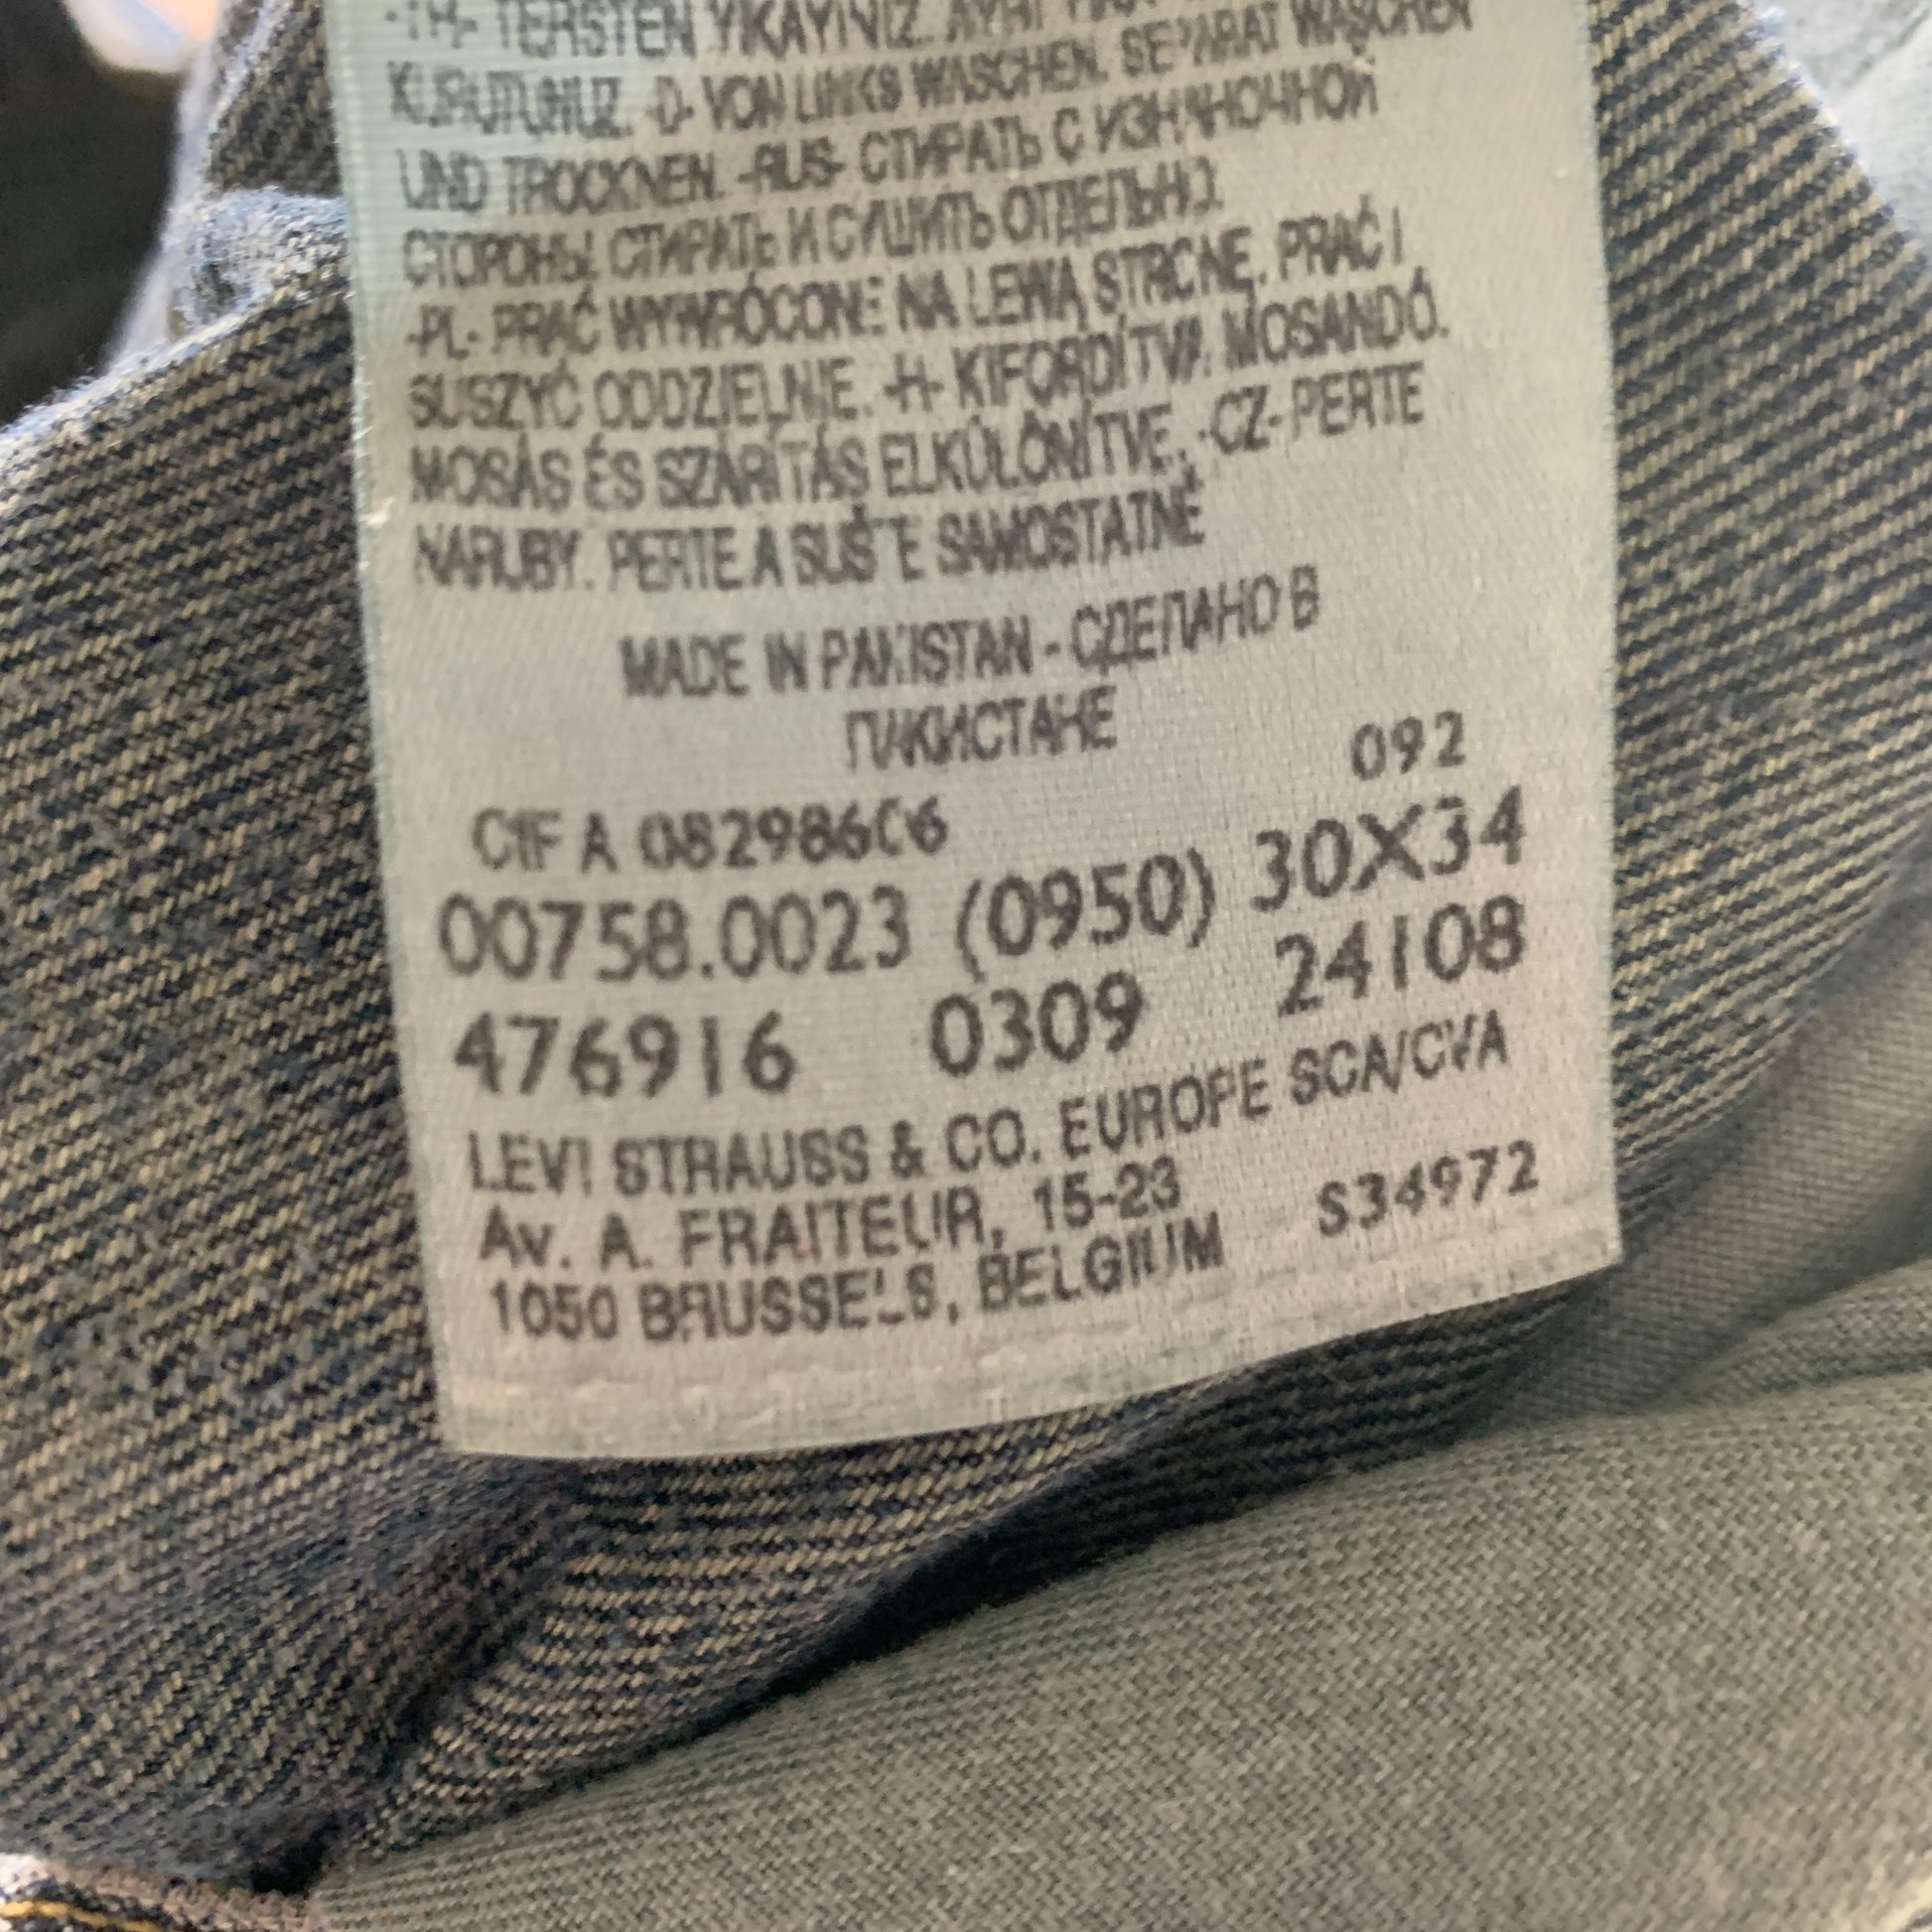 TERSTEN YIKAYINIZ. AYRI
KURUTUNUZ. -D- VON LINKS WASCHEN. SEPARAT WASCHEN
UND TROCKNEN. -RUS- СТИРАТЬ С ИЗНАНОЧНОЙ
СТОРОНЫ СТИРАТЬ И СУШИТЬ ОТДЕЛЬНО.
-PL- PRAĆ WYWRÓCONE NA LEWĄ STRONĘ. PRAĆ I
SUSZYĆ ODDZIELNIE. -H- KIFORDÍTVA MOSANDÓ.
MOSÁS ÉS SZÁRÍTÁS ELKÜLÖNÍTVE. -CZ- PERTE
NARUBY. PERTE A SUŠTE SAMOSTATNĚ
MADE IN PAKISTAN - СДЕЛАНО В
ПАКИСТАНЕ
092
CIF A 08298606
00758.0023 (0950) 30X34
476916 0309 24108
LEVI STRAUSS & CO. EUROPE SCA/CVA
AV. A. FRAITEUR, 15-23
1050 BRUSSELS, BELGIUM S34972